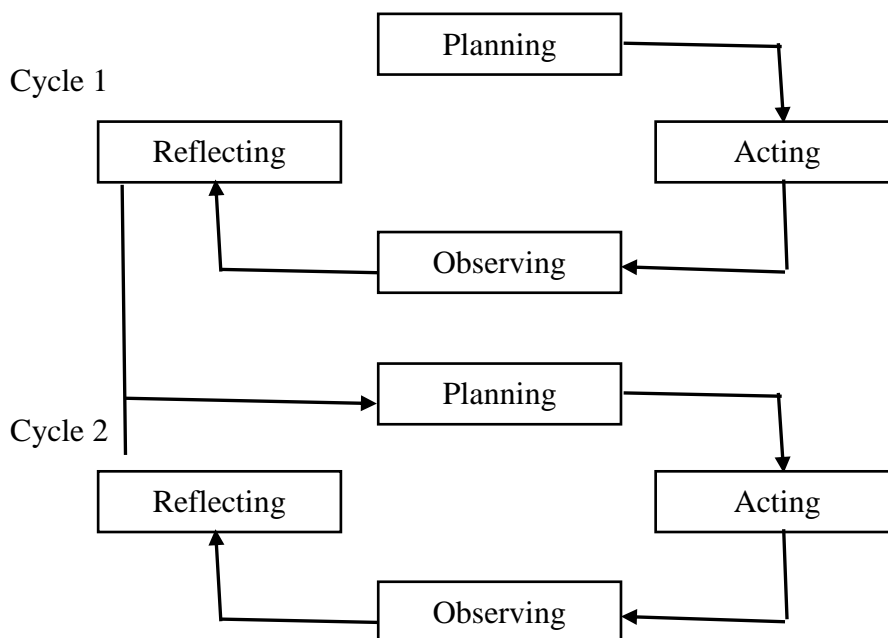 Planning
Cycle 1
Reflecting
Acting
Observing
Planning
Cycle 2
Reflecting
Acting
Observing